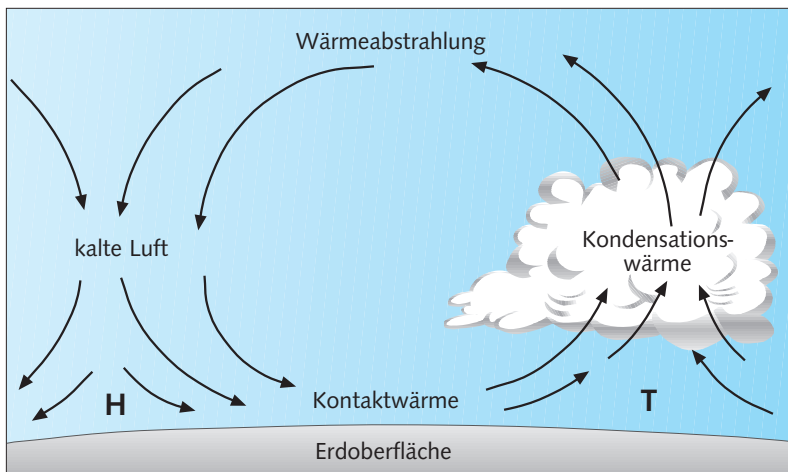 Wärmeabstrahlung
kalte Luft
Kondensations-
wärme
H
Kontaktwärme
T
Erdoberfläche